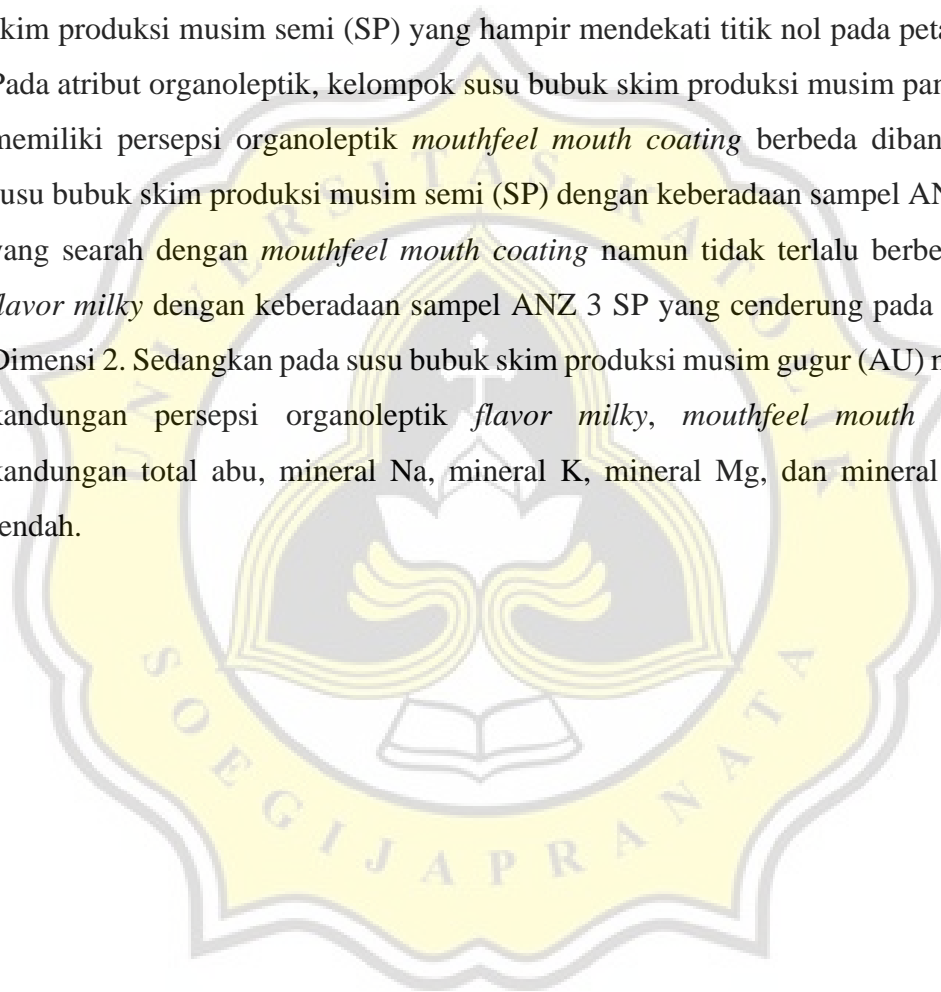 skim produksi musim semi (SP) yang hampir mendekati titik nol pada peta
Pada atribut organoleptik, kelompok susu bubuk skim produksi musim
memiliki persepsi organoleptik mouthfeel mouth coating berbeda
susu bubuk skim produksi musim semi (SP) dengan keberadaan sampel
yang searah dengan mouthfeel mouth coating namun tidak terlalu
flavor milky dengan keberadaan sampel ANZ 3 SP yang cenderung pada
Dimensi 2. Sedangkan pada susu bubuk skim produksi musim gugur (AU)
kandungan persepsi organoleptik flavor milky, mouthfeel mouth
kandungan total abu, mineral Na, mineral K, mineral Mg, dan mineral
rendah.
UNIVERSITAS KATOLIK
SOEGIJAPRANATA